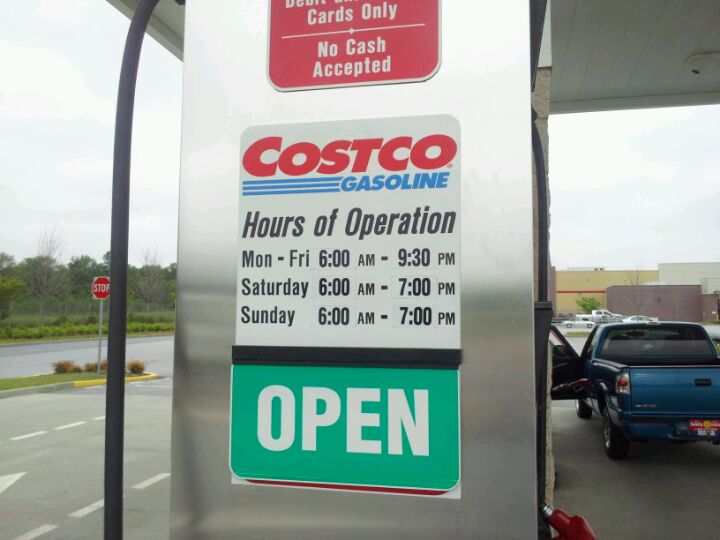 Cards Only
No Cash
Accepted
COSTCO
GASOLINE
Hours of Operation
Mon - Fri 6:00 AM - 9:30 PM
Saturday 6:00 AM - 7:00 PM
Sunday 6:00 AM - 7:00 PM
OPEN
STOP